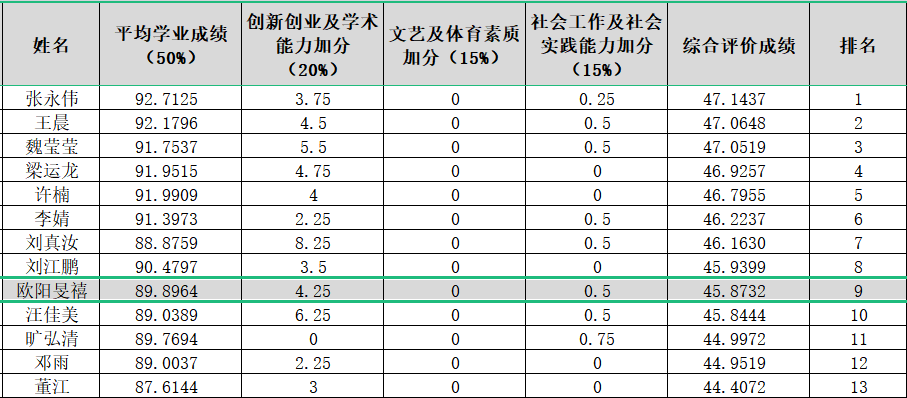 姓名 平均学业成绩（50%） 创新创业及学术能力加分（20%） 文艺及体育素质加分（15%） 社会工作及社会实践能力加分（15%） 综合评价成绩 排名
张永伟 92.7125 3.75 0 0.25 47.1437 1
王晨 92.1796 4.5 0 0.5 47.0648 2
魏莹莹 91.7537 5.5 0 0.5 47.0519 3
梁运龙 91.9515 4.75 0 0 46.9257 4
许楠 91.9909 4 0 0 46.7955 5
李婧 91.3973 2.25 0 0.5 46.2237 6
刘真汝 88.8759 8.25 0 0.5 46.1630 7
刘江鹏 90.4797 3.5 0 0 45.9399 8
欧阳旻禧 89.8964 4.25 0 0.5 45.8732 9
汪佳美 89.0389 6.25 0 0.5 45.8444 10
旷弘清 89.7694 0 0 0.75 44.9972 11
邓雨 89.0037 2.25 0 0 44.9519 12
董江 87.6144 3 0 0 44.4072 13